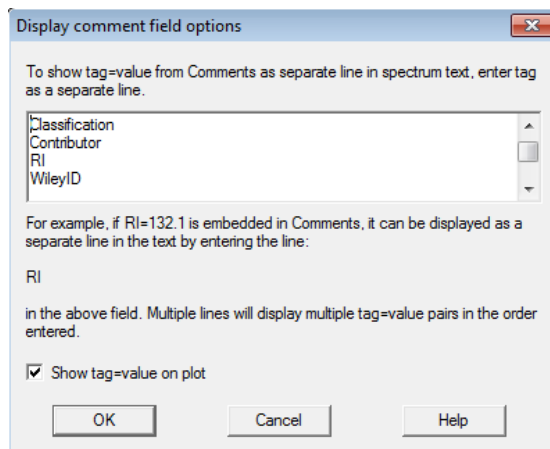 Display comment field options
To show tag=value from Comments as separate line in spectrum text, enter tag
as a separate line.
Classification
Contributor
RI
WileyID
For example, if RI=132.1 is embedded in Comments, it can be displayed as a
separate line in the text by entering the line:
RI
in the above field. Multiple lines will display multiple tag=value pairs in the order
entered.
Show tag=value on plot
OK
Cancel
Help